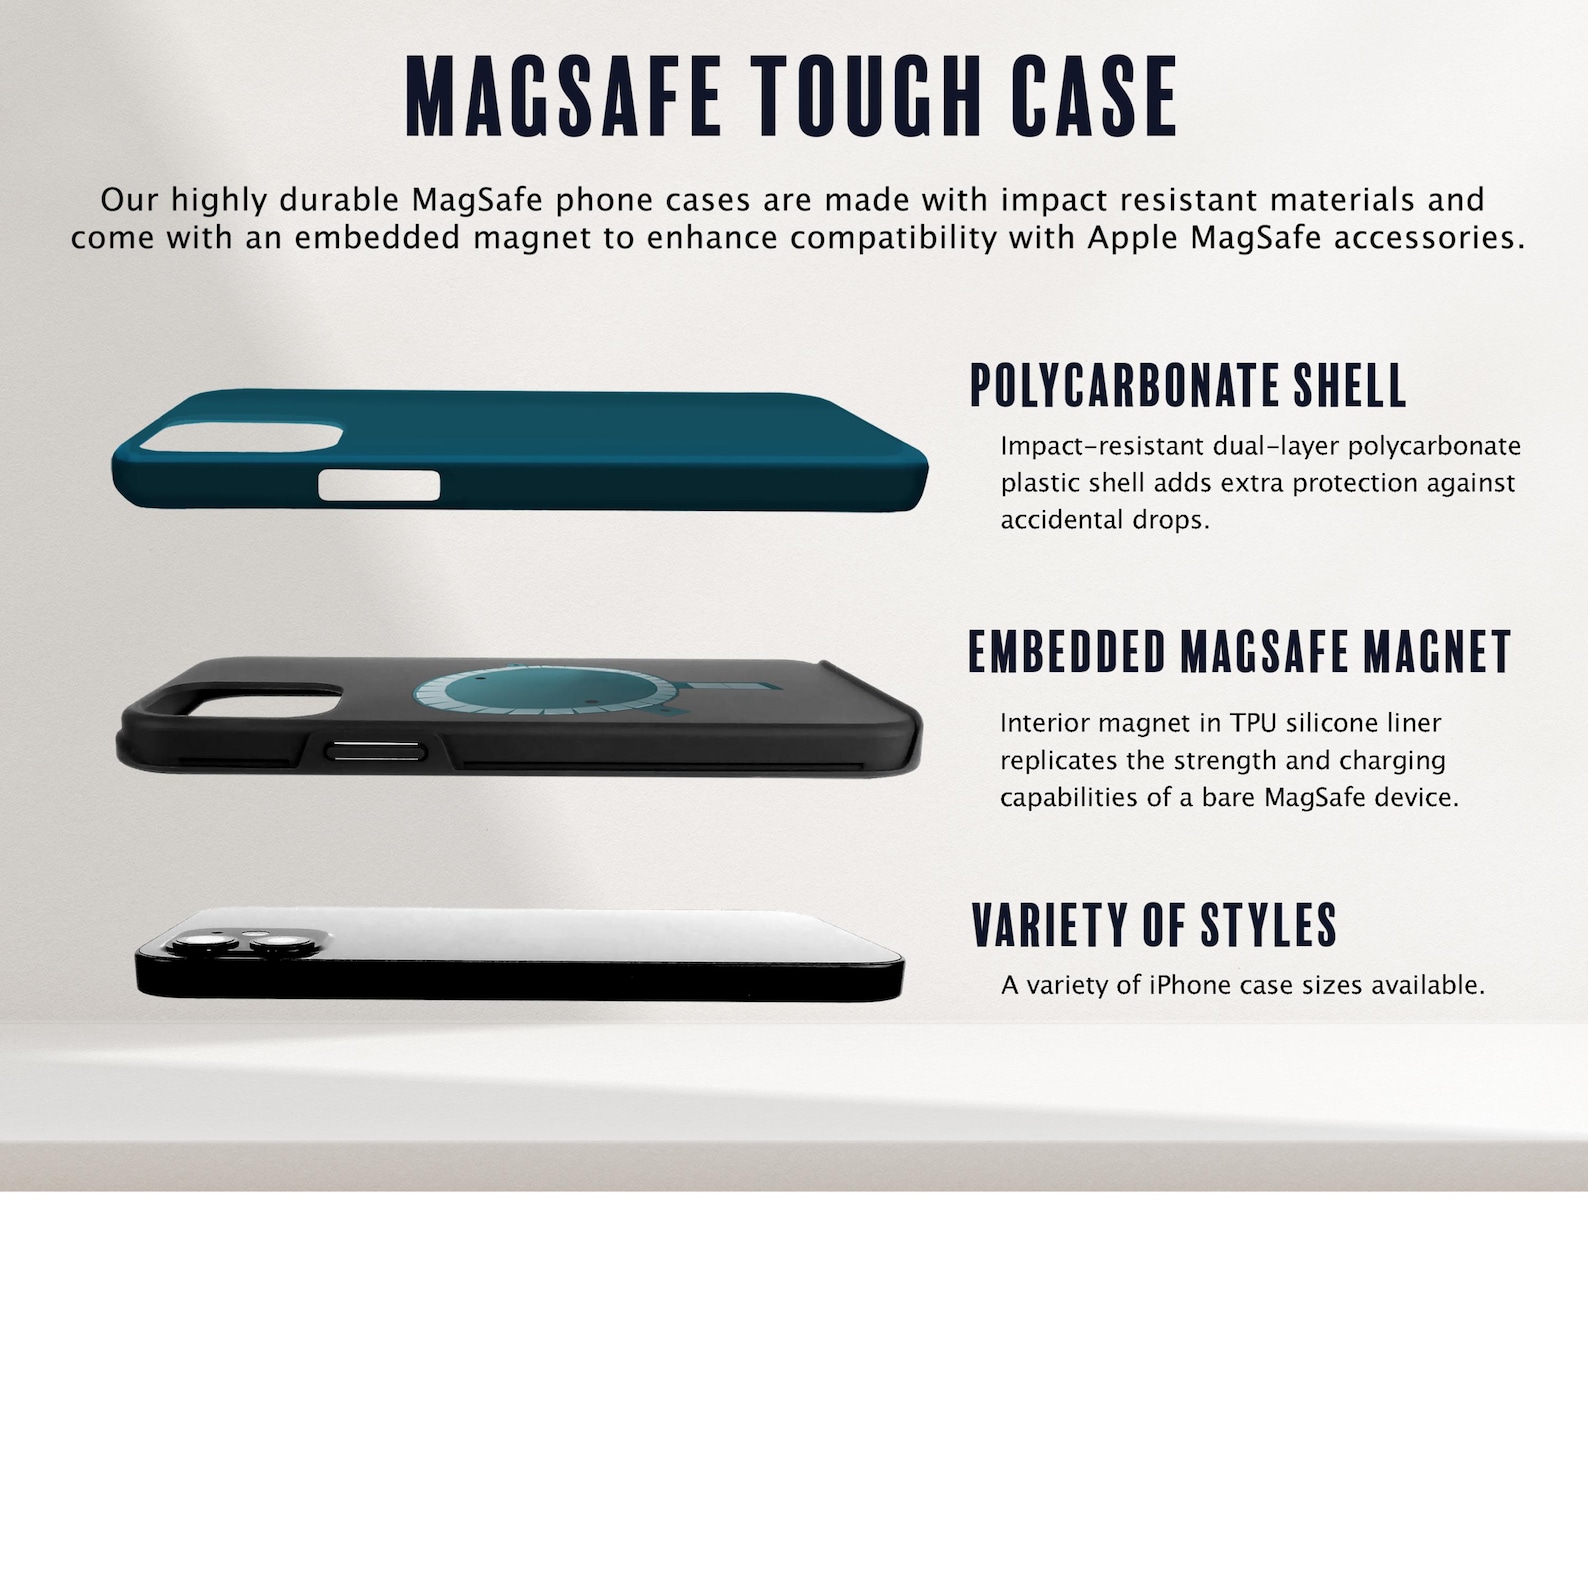 MAGSAFE TOUGH CASE
Our highly durable MagSafe phone cases are made with impact resistant materials and
come with an embedded magnet to enhance compatibility with Apple MagSafe accessories.
POLYCARBONATE SHELL
Impact-resistant dual-layer polycarbonate
plastic shell adds extra protection against
accidental drops.
EMBEDDED MAGSAFE MAGNET
Interior magnet in TPU silicone liner
replicates the strength and charging
capabilities of a bare MagSafe device.
VARIETY OF STYLES
A variety of iPhone case sizes available.